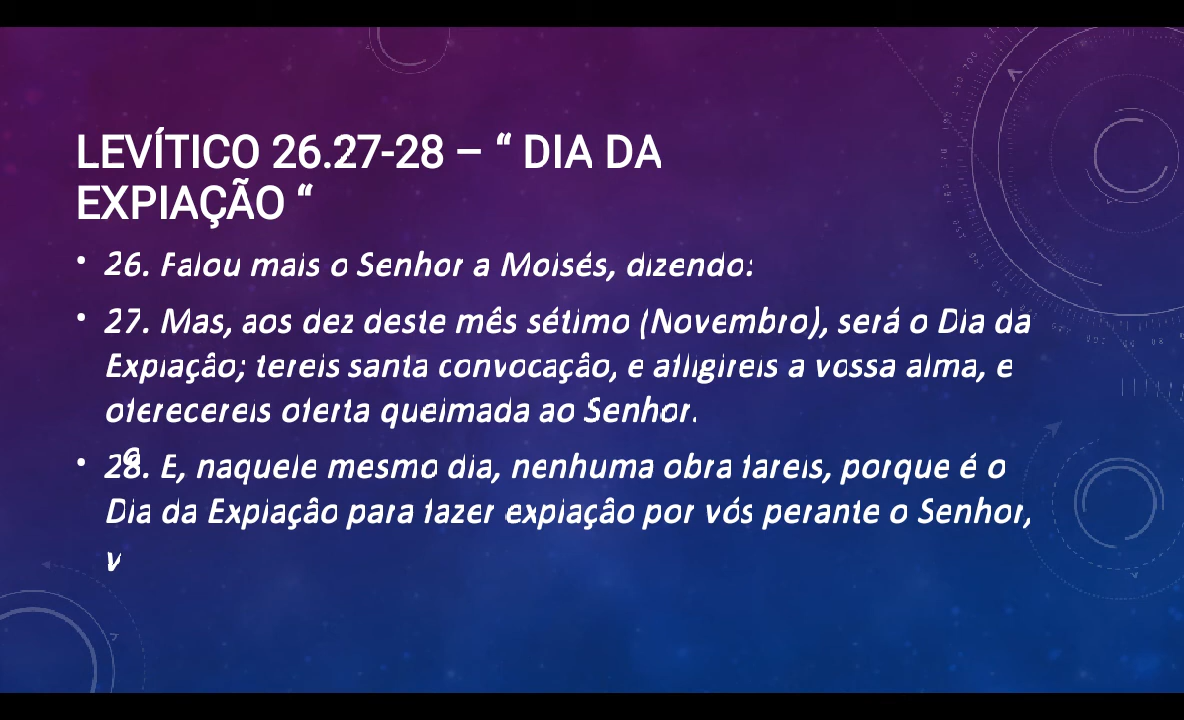 LEVÍTICO 26.27-28 – “ DIA DA
EXPIAÇÃO “
• 26. Falou mais o Senhor a Moisés, dizendo:
• 27. Mas, aos dez deste mês sétimo (Novembro), será o Dia da
Expiação; tereis santa convocação, e afligireis a vossa alma, e
oferecereis oferta queimada ao Senhor.
• 28. E, naquele mesmo dia, nenhuma obra fareis, porque é o
Dia da Expiação para fazer expiação por vós perante o Senhor,
v